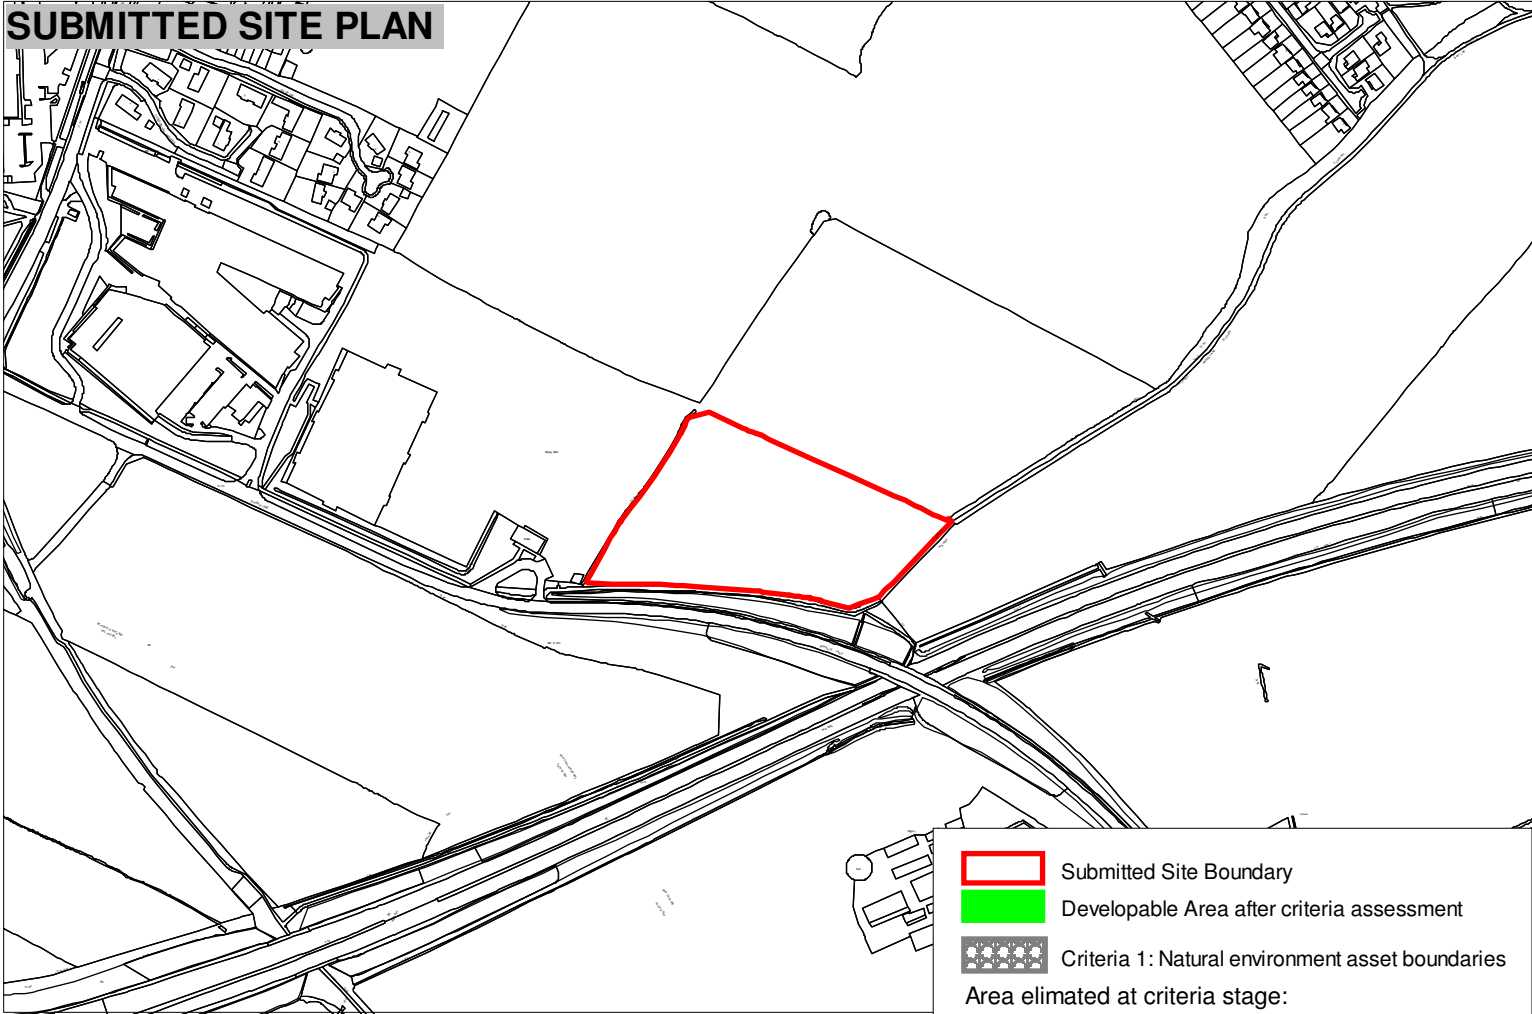 SUBMITTED SITE PLAN
Submitted Site Boundary
Developable Area after criteria assessment
Criteria 1: Natural environment asset boundaries
Area elimated at criteria stage: